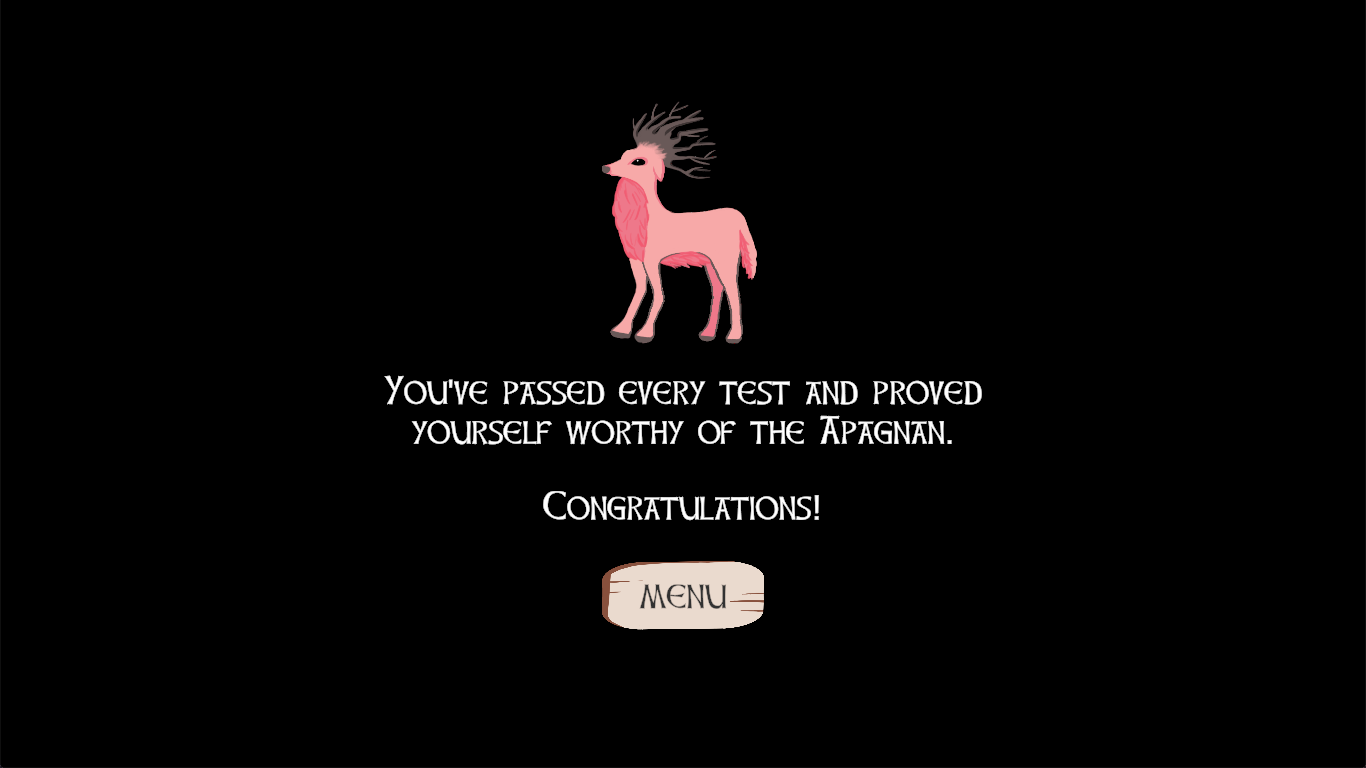 You've passed every test and proved
yourself worthy of the Apagnan.
Congratulations!
Menu